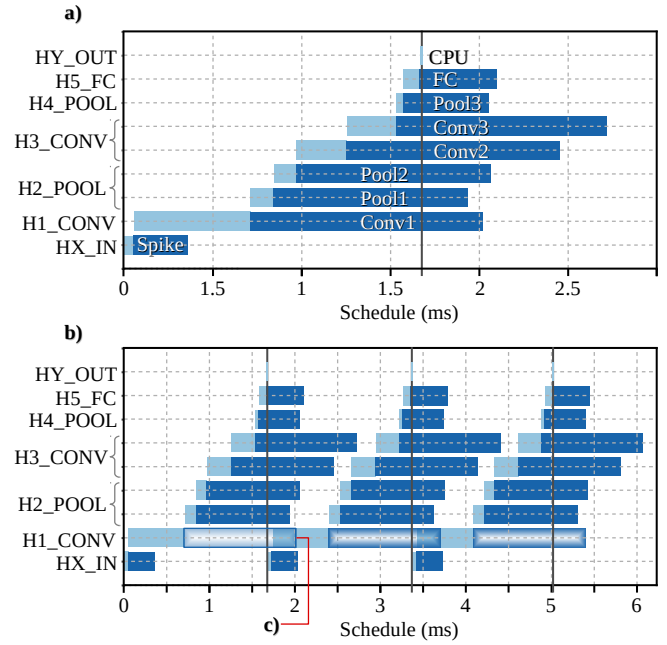 a)
HY_OUT
CPU
H5_FC
FC
H4_POOL
Pool3
H3_CONV
Conv3
Conv2
H2_POOL
Pool2
Pool1
H1_CONV
Conv1
HX_IN
Spike
0 1.5 1 1.5 2 2.5
Schedule (ms)
b)
HY_OUT
H5_FC
H4_POOL
H3_CONV
H2_POOL
H1_CONV
HX_IN
0 1 2 3 4 5 6
c)
Schedule (ms)